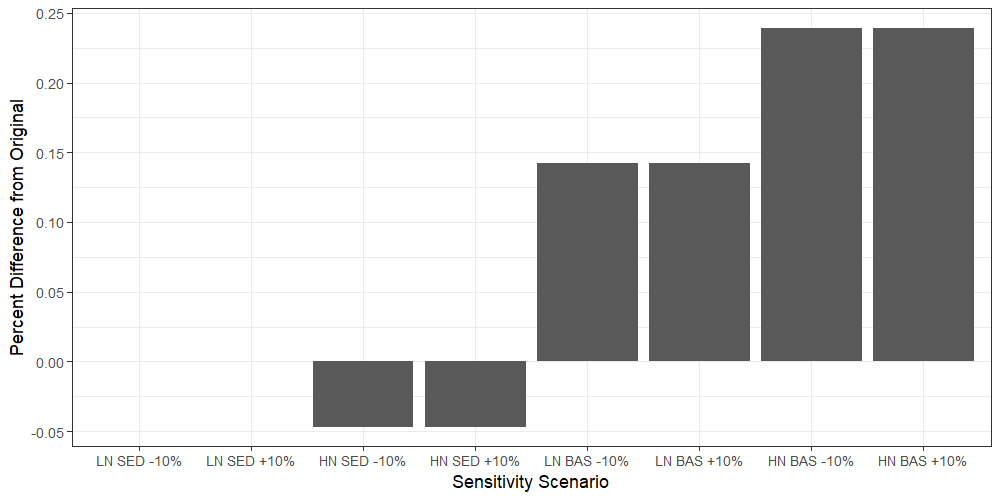 Percent Difference from Original
0.25
0.20
0.15
0.10
0.05
0.00
-0.05
LN SED -10% LN SED +10% HN SED -10% HN SED +10% LN BAS -10% LN BAS +10% HN BAS -10% HN BAS +10%
Sensitivity Scenario